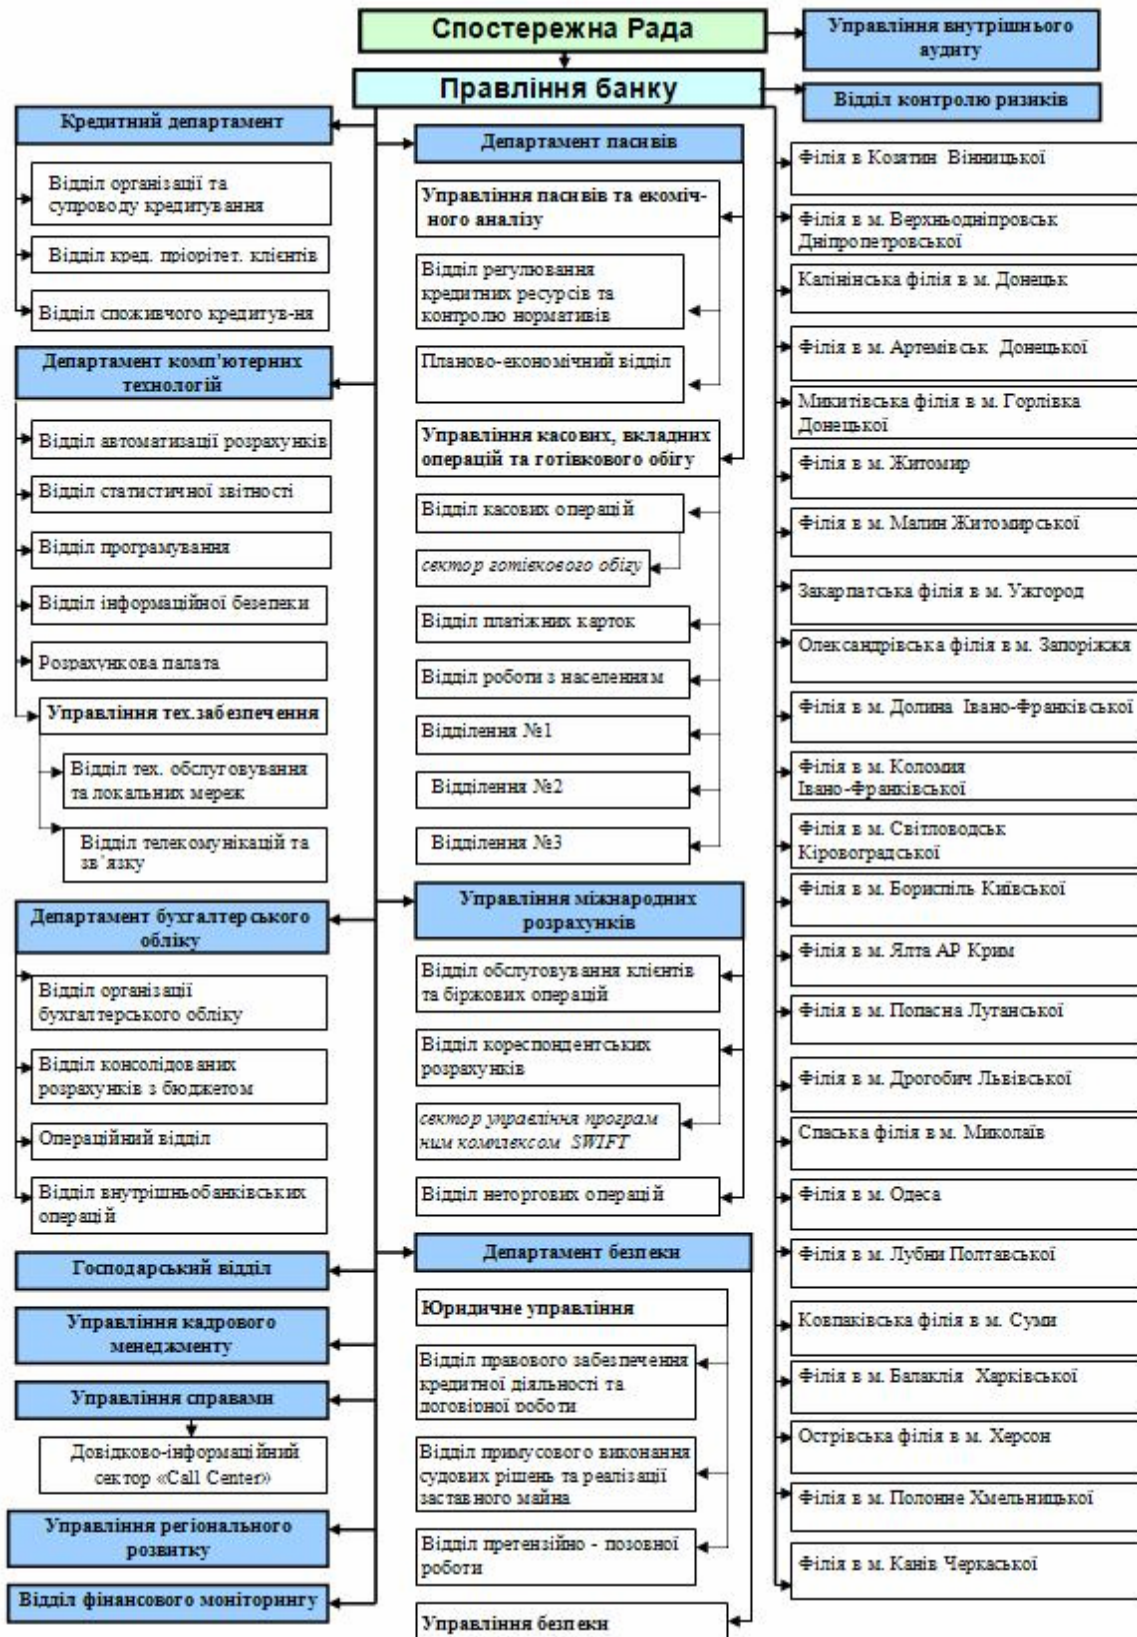 Спостережна Рада
Управління внутрішнього
аудиту
Правління банку
Відділ контролю ризиків
Кредитний департамент
Відділ організації та
супроводу кредитування
Відділ кред. пріорітет. клієнтів
Відділ споживчого кредитув-ня
Департамент комп'ютерних
технологій
Відділ автоматизації розрахунків
Відділ статистичної звітності
Відділ програмування
Відділ інформаційної безепеки
Розрахункова палата
Управління тех.забезпечення
Відділ тех. обслуговування
та локальних мереж
Відділ телекомунікацій та
зв'язку
Департамент бухгалтерського
обліку
Відділ організації
бухгалтерського обліку
Відділ консолідованих
розрахунків з бюджетом
Операційний відділ
Відділ внутрішньобанківських
операцій
Господарський відділ
Управління кадрового
менеджменту
Управління справами
Довідково-інформаційний
сектор «Call Center»
Управління регіонального
розвитку
Відділ фінансового моніторингу
Департамент пасивів
Управління пасивів та екоміч-
ного аналізу
Відділ регулювання
кредитних ресурсів та
контролю нормативів
Планово-економічний відділ
Управління касових, вкладних
операцій та готівкового обігу
Відділ касових операцій
сектор готівкового обігу
Відділ платіжних карток
Відділ роботи з населенням
Відділення №1
Відділення №2
Відділення №3
Управління міжнародних
розрахунків
Відділ обслуговування клієнтів
та біржових операцій
Відділ кореспондентських
розрахунків
сектор управління програм
ним комплексом SWIFT
Відділ неторгових операцій
Департамент безпеки
Юридичне управління
Відділ правового забезпечення
кредитної діяльності та
договірної роботи
Відділ примусового виконання
судових рішень та реалізації
заставного майна
Відділ претензійно - позовної
роботи
Управління безпеки
Філія в Козятин Вінницької
Філія в м. Верхньодніпровськ
Дніпропетровської
Калінінська філія в м. Донецьк
Філія в м. Артемівськ Донецької
Микитівська філія в м. Горлівка
Донецької
Філія в м. Житомир
Філія в м. Малин Житомирської
Закарпатська філія в м. Ужгород
Олександрівська філія в м. Запоріжжя
Філія в м. Долина Івано-Франківської
Філія в м. Коломия
Івано-Франківської
Філія в м. Світловодськ
Кіровоградської
Філія в м. Бориспіль Київської
Філія в м. Ялта АР Крим
Філія в м. Попасна Луганської
Філія в м. Дрогобич Львівської
Спаська філія в м. Миколаїв
Філія в м. Одеса
Філія в м. Лубни Полтавської
Ковпаківська філія в м. Суми
Філія в м. Балаклія Харківської
Острівська філія в м. Херсон
Філія в м. Полонне Хмельницької
Філія в м. Канів Черкаської